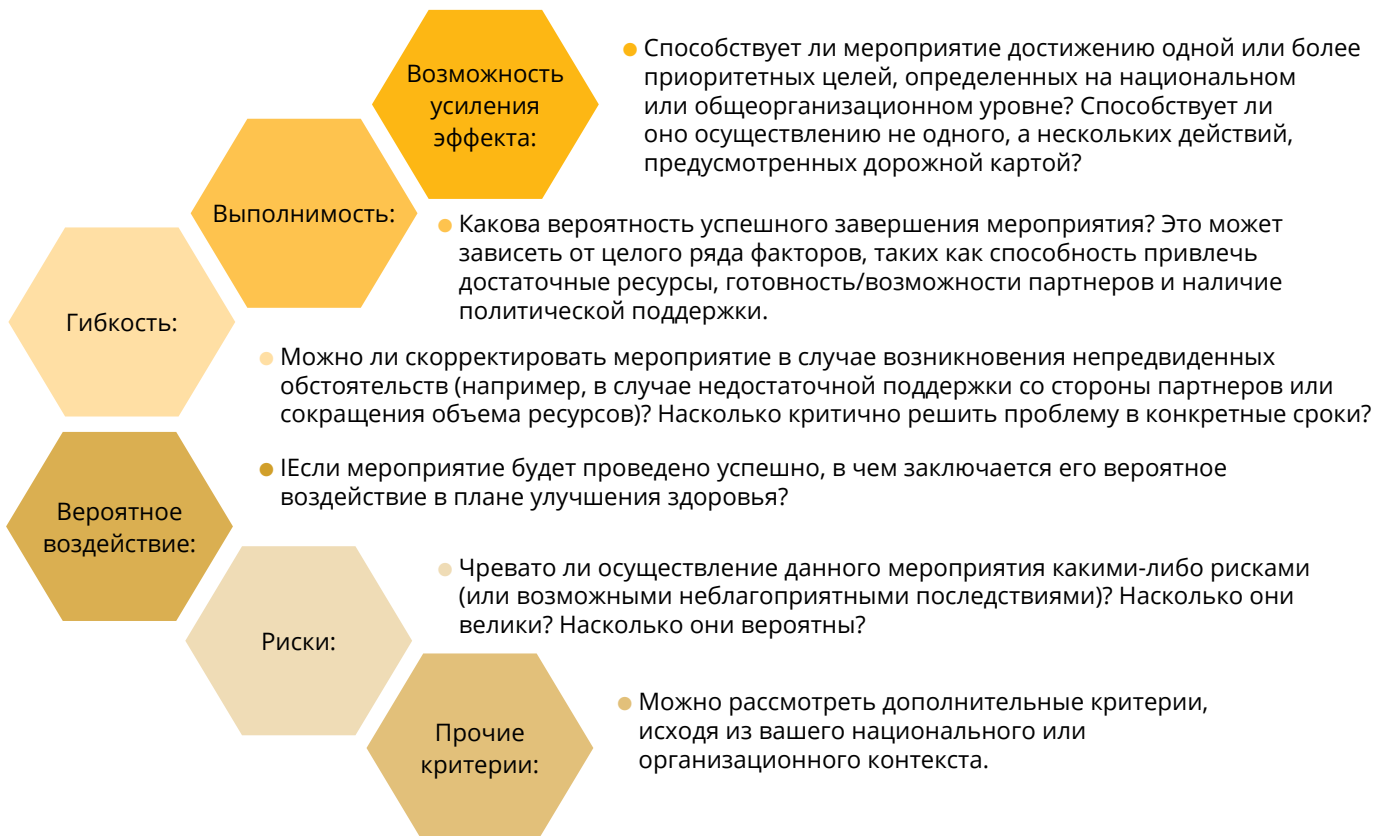 Возможность
усиления
эффекта:
Способствует ли мероприятие достижению одной или более
приоритетных целей, определенных на национальном
или общеорганизационном уровне? Способствует ли
оно осуществлению не одного, а нескольких действий,
предусмотренных дорожной картой?
Выполнимость:
Какова вероятность успешного завершения мероприятия? Это может
зависеть от целого ряда факторов, таких как способность привлечь
достаточные ресурсы, готовность/возможности партнеров и наличие
политической поддержки.
Гибкость:
Можно ли скорректировать мероприятие в случае возникновения непредвиденных
обстоятельств (например, в случае недостаточной поддержки со стороны партнеров или
сокращения объема ресурсов)? Насколько критично решить проблему в конкретные сроки?
Вероятное
воздействие:
IЕсли мероприятие будет проведено успешно, в чем заключается его вероятное
воздействие в плане улучшения здоровья?
Риски:
Чревато ли осуществление данного мероприятия какими-либо рисками
(или возможными неблагоприятными последствиями)? Насколько они
велики? Насколько они вероятны?
Прочие
критерии:
Можно рассмотреть дополнительные критерии,
исходя из вашего национального или
организационного контекста.